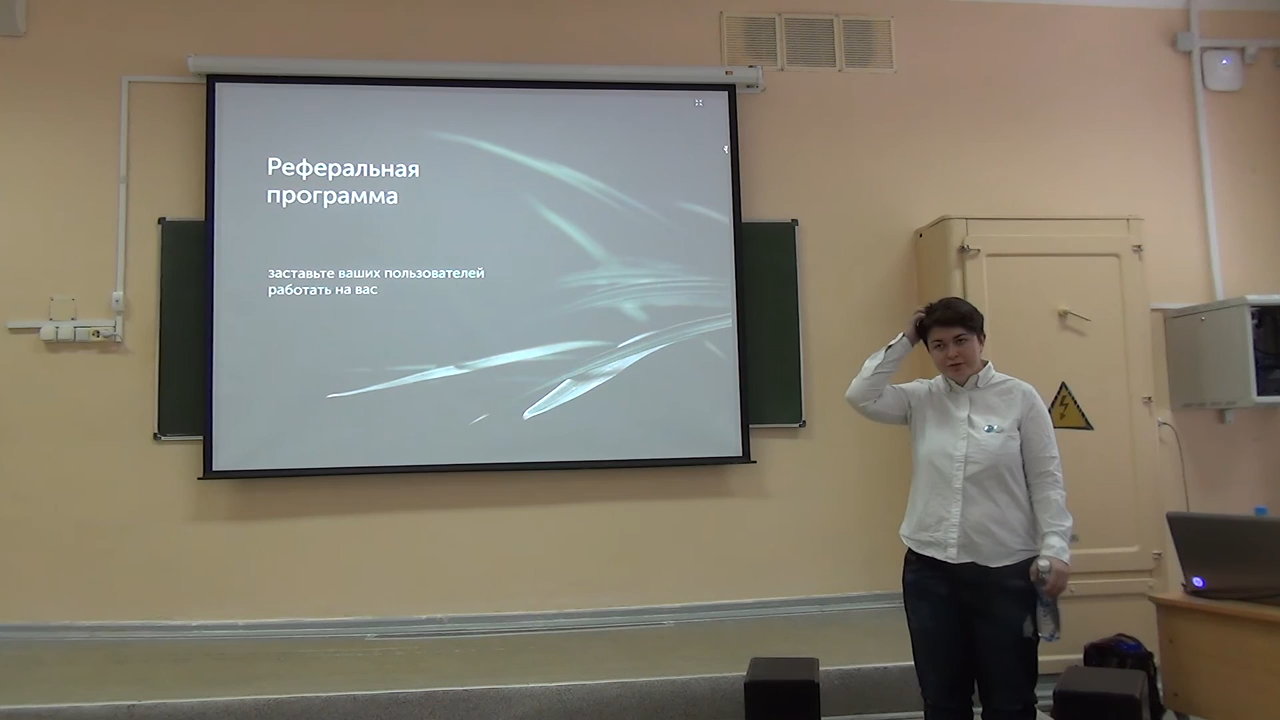 Реферальная
программа
заставьте ваших пользователей
работать на вас